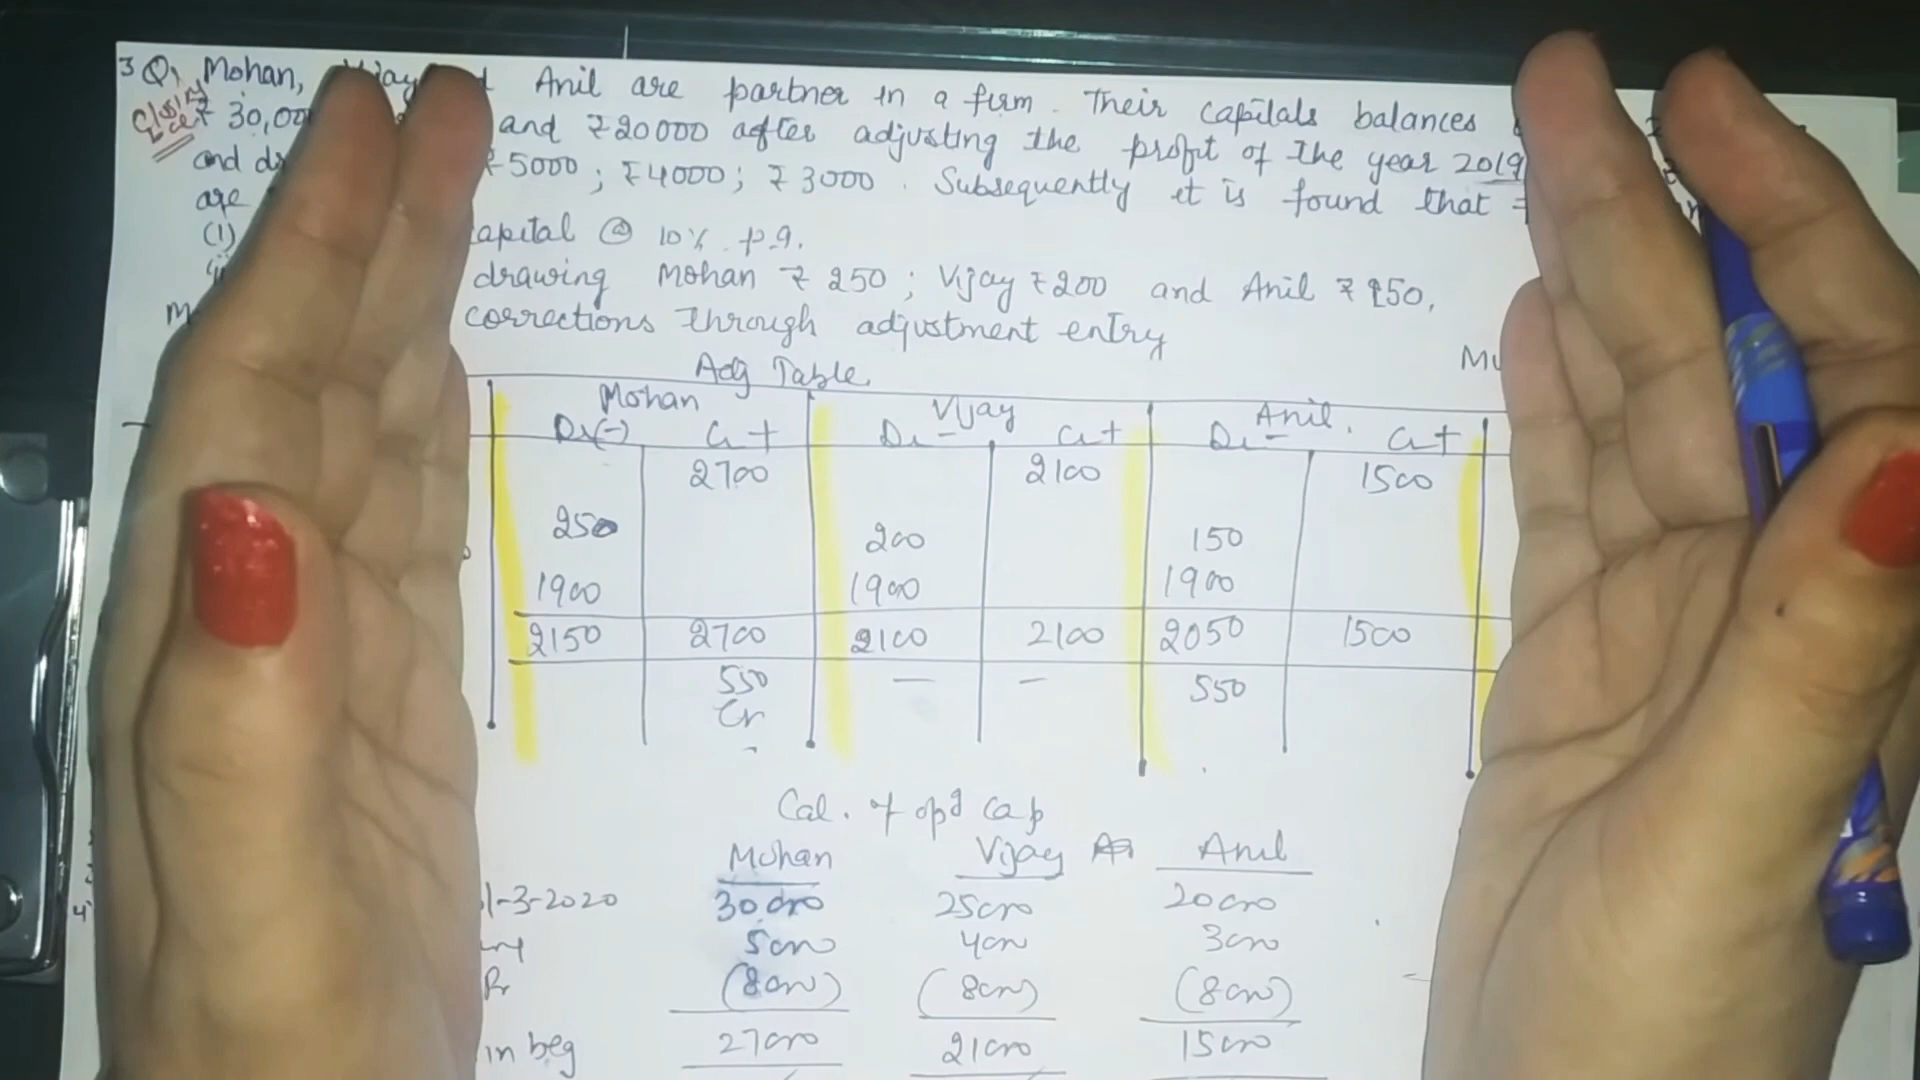 3 Q, Mohan, Anil are partner in a firm. Their capitals balances
Closing
₹ 30,000 and ₹20000 after adjusting the profit of the year 2019
and ₹5000; ₹4000; ₹3000. Subsequently it is found that
are
(1) apital @ 10% p.a.
drawing Mohan ₹ 250; Vijay ₹200 and Anil ₹150,
corrections through adjustment entry
Adj Table
Mohan Vijay Anil.
Dr(-) Cr + Dr - Cr + Dr - Cr +
2700 2100 1500
250 200 150
1900 1900 1900
2150 2700 2100 2100 2050 1500
550 — — 550
Cr
Cal. of opg cap
Mohan Vijay Anil
1-3-2020 30000 25000 20000
5000 4000 3000
Pr (8000) (8000) (8000)
in beg 27000 21000 15000